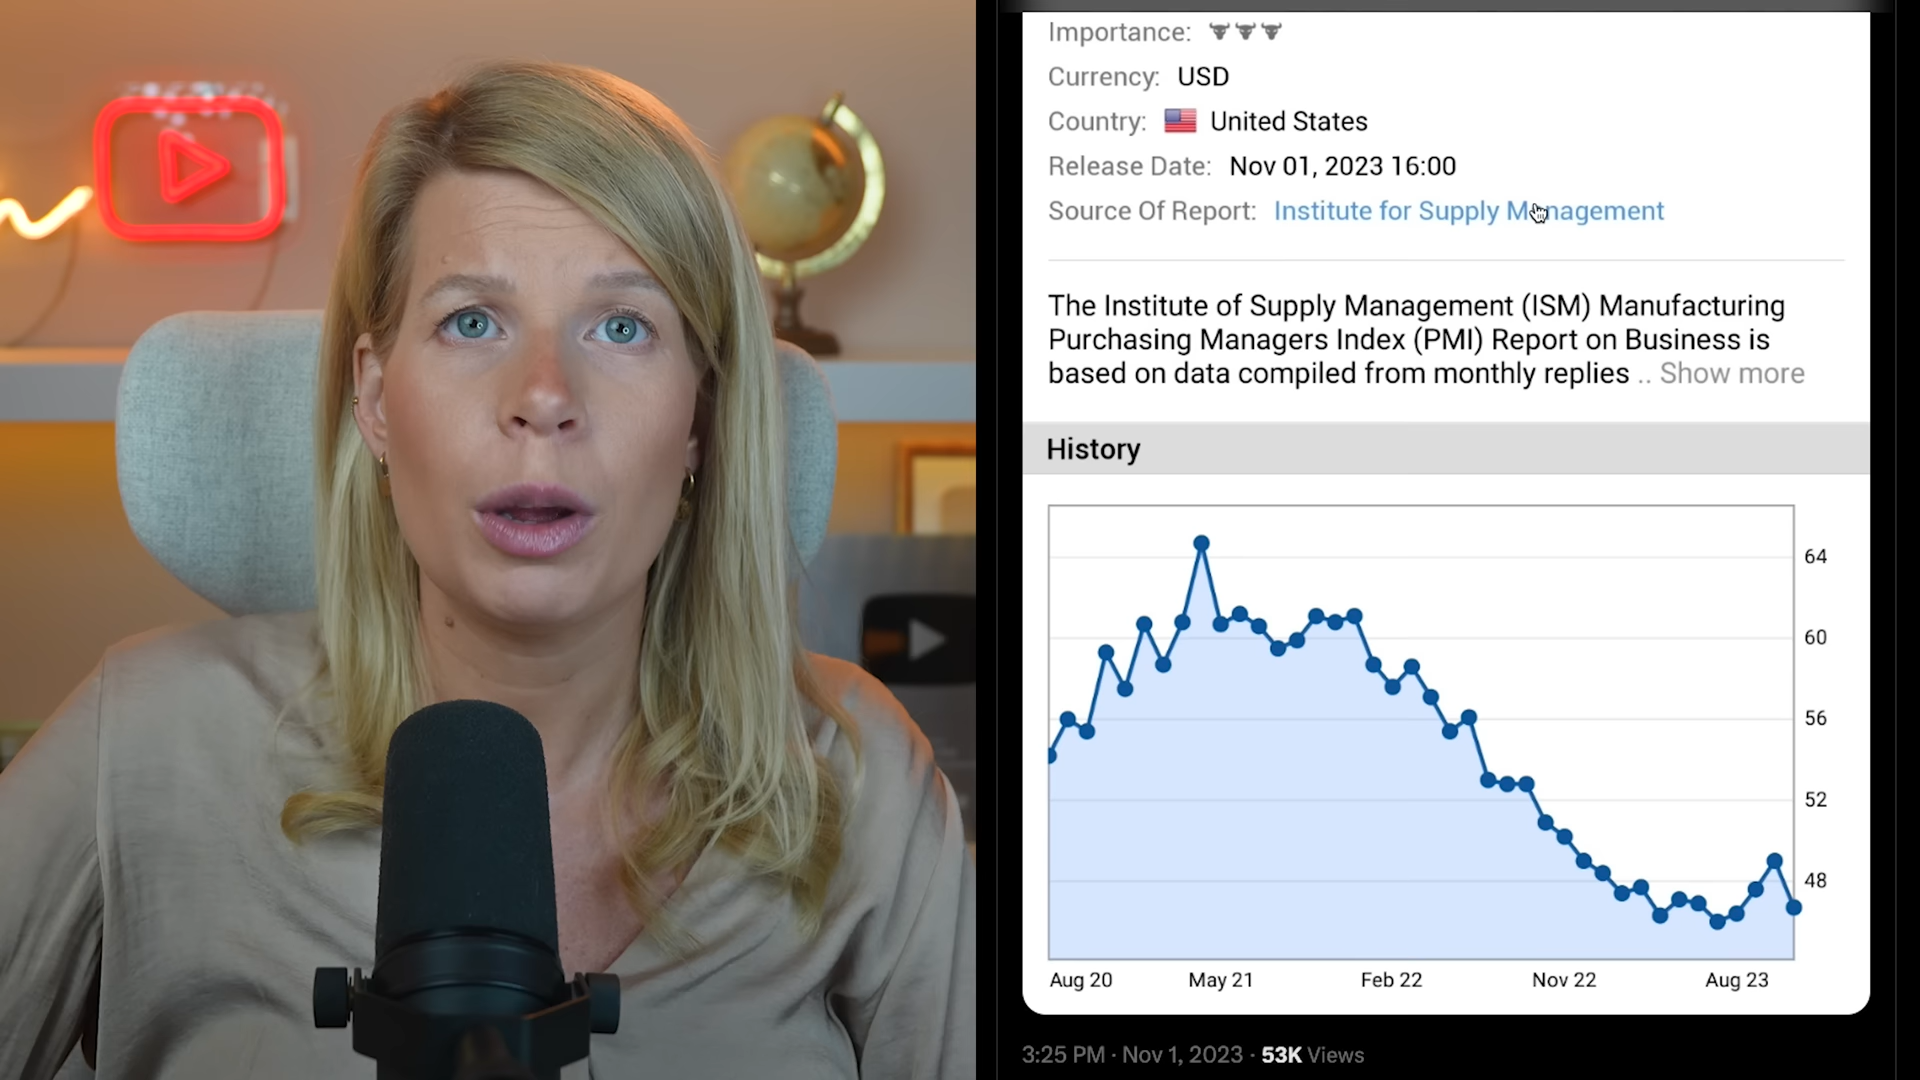 Importance:
Currency: USD
Country: United States
Release Date: Nov 01, 2023 16:00
Source Of Report: Institute for Supply Management
The Institute of Supply Management (ISM) Manufacturing
Purchasing Managers Index (PMI) Report on Business is
based on data compiled from monthly replies .. Show more
History
64
60
56
52
48
Aug 20 May 21 Feb 22 Nov 22 Aug 23
3:25 PM · Nov 1, 2023 · 53K Views